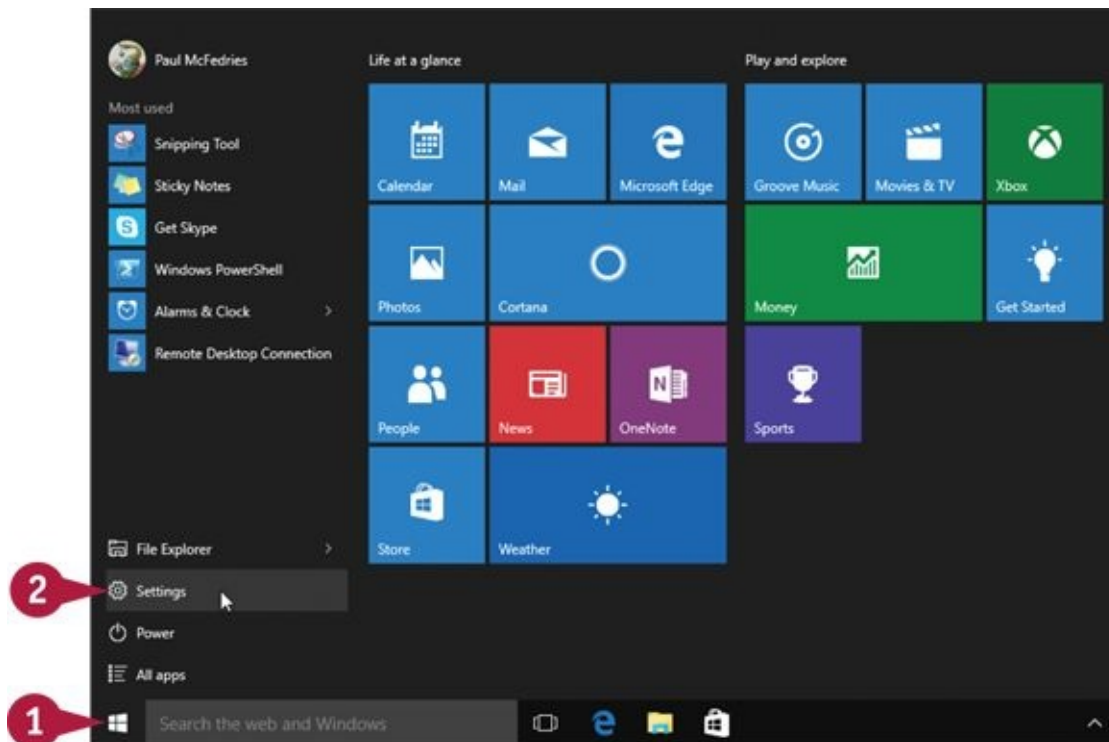 Paul McFedries
Most used
Snipping Tool
Sticky Notes
Get Skype
Windows PowerShell
Alarms & Clock
Remote Desktop Connection
File Explorer
2 Settings
Power
All apps
1 Search the web and Windows
Life at a glance
Calendar Mail Microsoft Edge
Photos Cortana
People News OneNote
Store Weather
Play and explore
Groove Music Movies & TV Xbox
Money Get Started
Sports